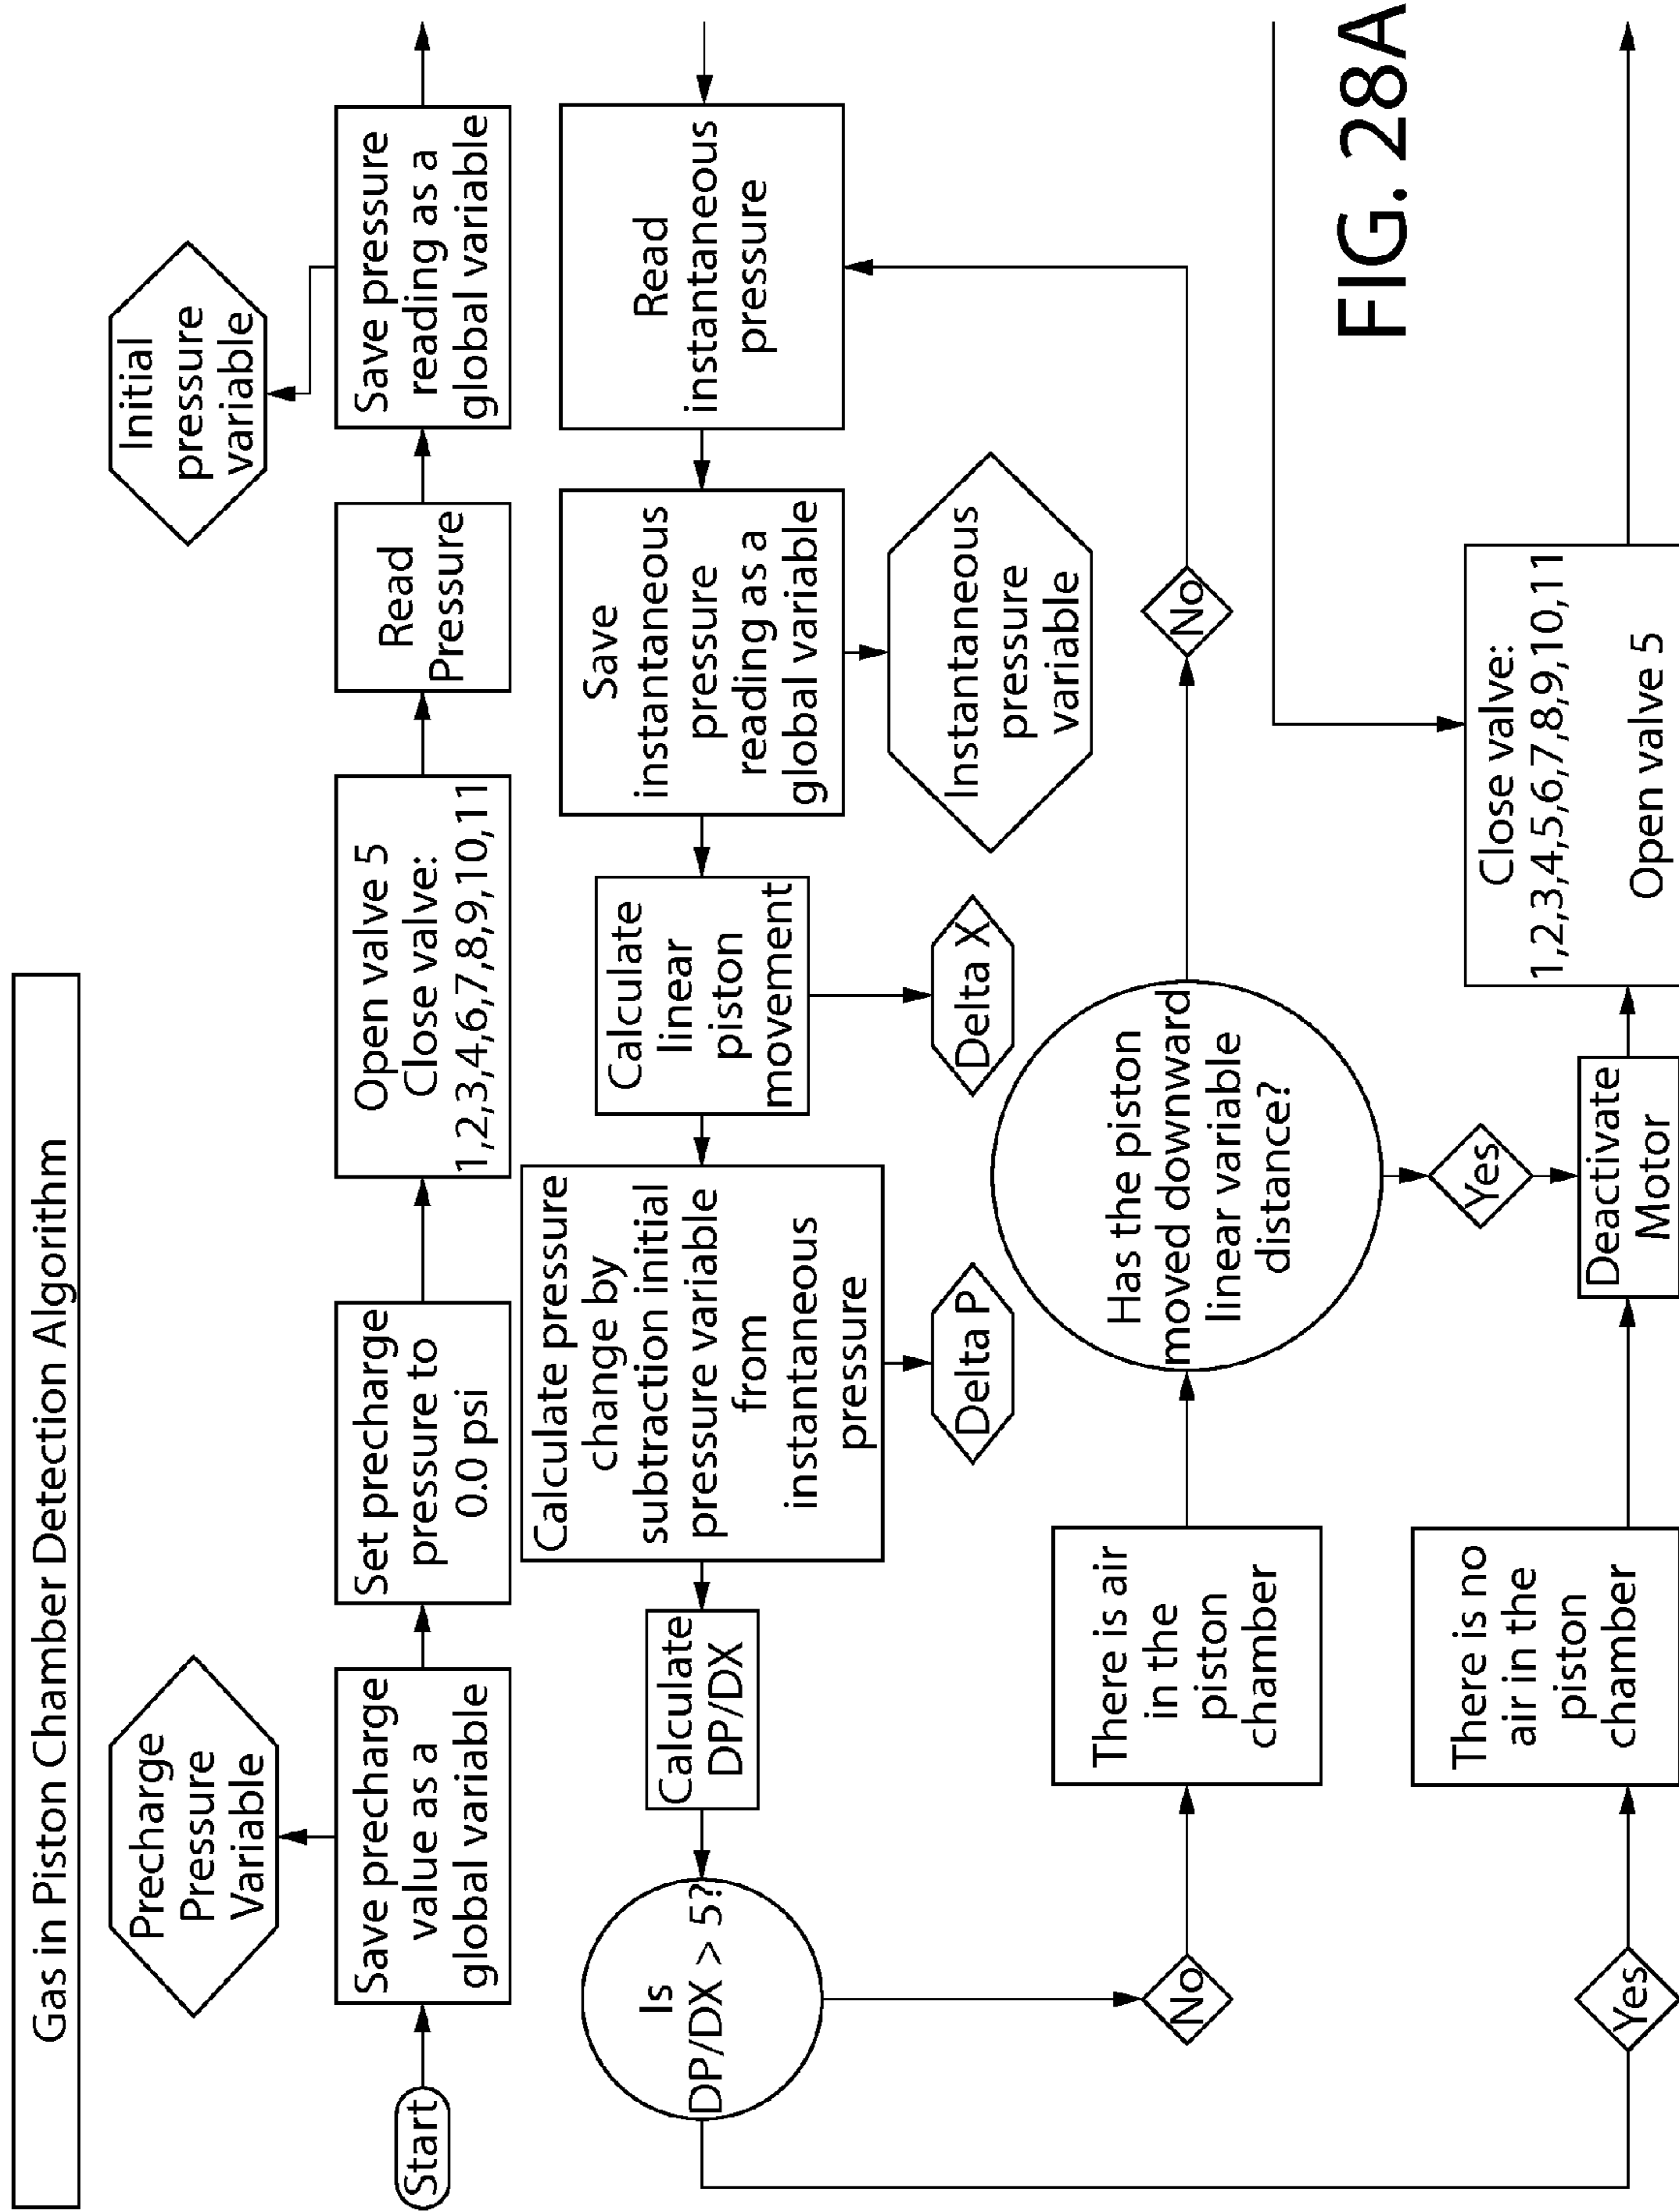 Gas in Piston Chamber Detection Algorithm
Precharge
Pressure
Variable
Initial
pressure
variable
Start
Save precharge
value as a
global variable
Set precharge
pressure to
0.0 psi
Open valve 5
Close valve:
1,2,3,4,6,7,8,9,10,11
Read
Pressure
Save pressure
reading as a
global variable
Is
DP/DX > 5?
Calculate
DP/DX
Calculate pressure
change by
subtraction initial
pressure variable
from
instantaneous
pressure
Calculate
linear
piston
movement
Save
instantaneous
pressure
reading as a
global variable
Read
instantaneous
pressure
Delta P
Delta X
Instantaneous
pressure
variable
No
There is air
in the
piston
chamber
Has the piston
moved downward
linear variable
distance?
No
Yes
Yes
There is no
air in the
piston
chamber
Deactivate
Motor
Close valve:
1,2,3,4,5,6,7,8,9,10,11
Open valve 5
FIG. 28A